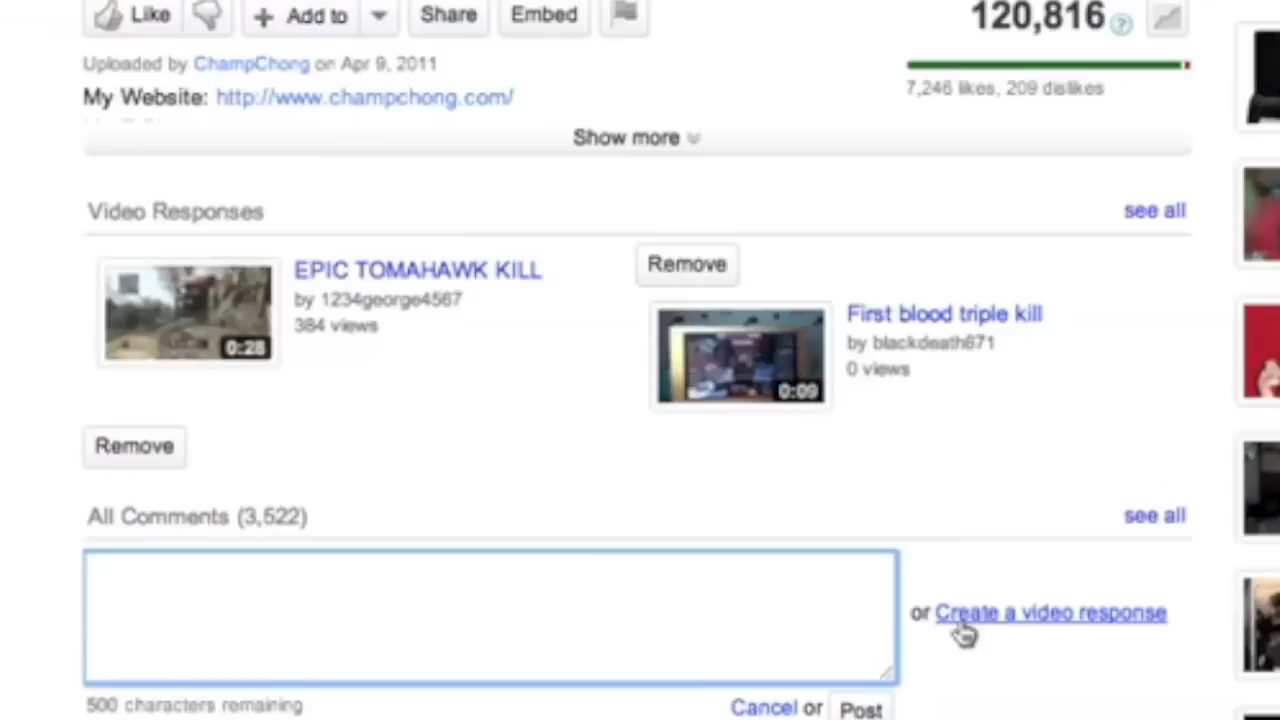 Like
Add to
Share
Embed
120,816
Uploaded by ChampChong on Apr 9, 2011
My Website: http://www.champchong.com/
7,246 likes, 209 dislikes
Show more
Video Responses
see all
EPIC TOMAHAWK KILL
by 1234george4567
384 views
0:28
Remove
First blood triple kill
by blackdeath671
0 views
0:09
Remove
All Comments (3,522)
see all
or Create a video response
500 characters remaining
Cancel or Post